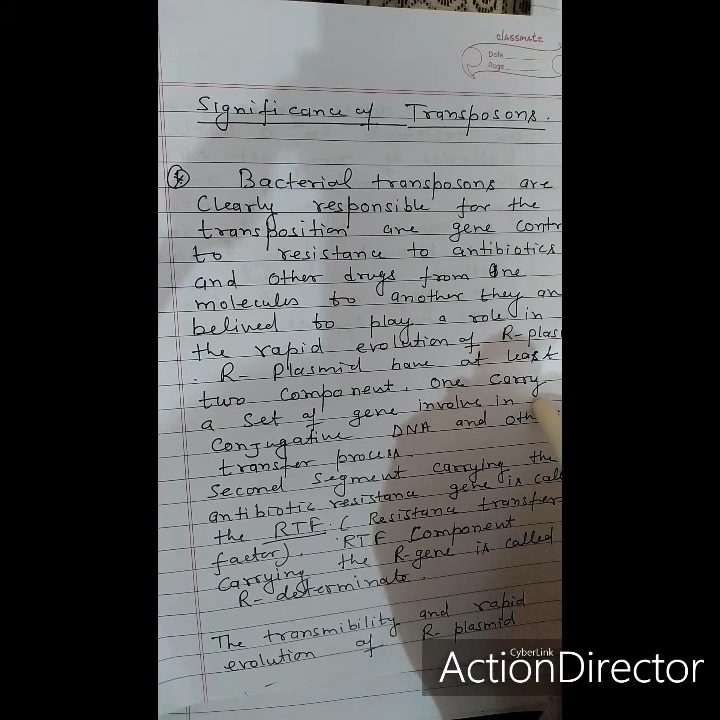 classmate
Date
Page
Significance of Transposons.
Bacterial transposons are
Clearly responsible for the
transposition are gene contr
to resistance to antibiotics
and other drugs from One
molecules to another they an
belived to play a role in
the rapid evolution of R-plas
. R- Plasmid have at least
two Component. One carry
a set of gene involve in
Conjugative DNA and oth
transfer process.
Second segment carrying the
antibiotic resistance gene is call
the RTF. ( Resistance transfer
factor). RTF Component
Carrying the R-gene is called
R- determinate.
The transmibility and rapid
evolution of R- plasmid
CyberLink
ActionDirector